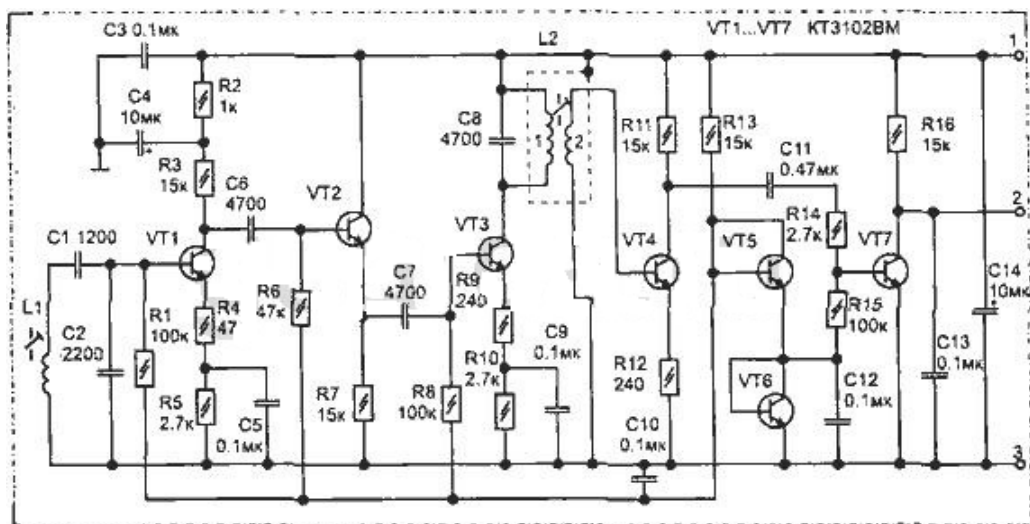 C3 0.1мк
L2
VT1...VT7 КТ3102ВМ
1
R2
1к
C4
10мк
+
C8
4700
1
2
R11
15к
R13
15к
R16
15к
R3
15к
C6
4700
VT2
C11
0.47мк
2
C1 1200
VT1
VT3
R14
2.7к
VT4
VT5
VT7
C7
4700
R9
240
C14
10мк
+
L1
R4
47
R6
47к
R1
100к
C2
2200
R15
100к
C9
0.1мк
C13
0.1мк
R10
2.7к
R12
240
R5
2.7к
C5
0.1мк
R7
15к
R8
100к
VT6
C12
0.1мк
C10
0.1мк
3